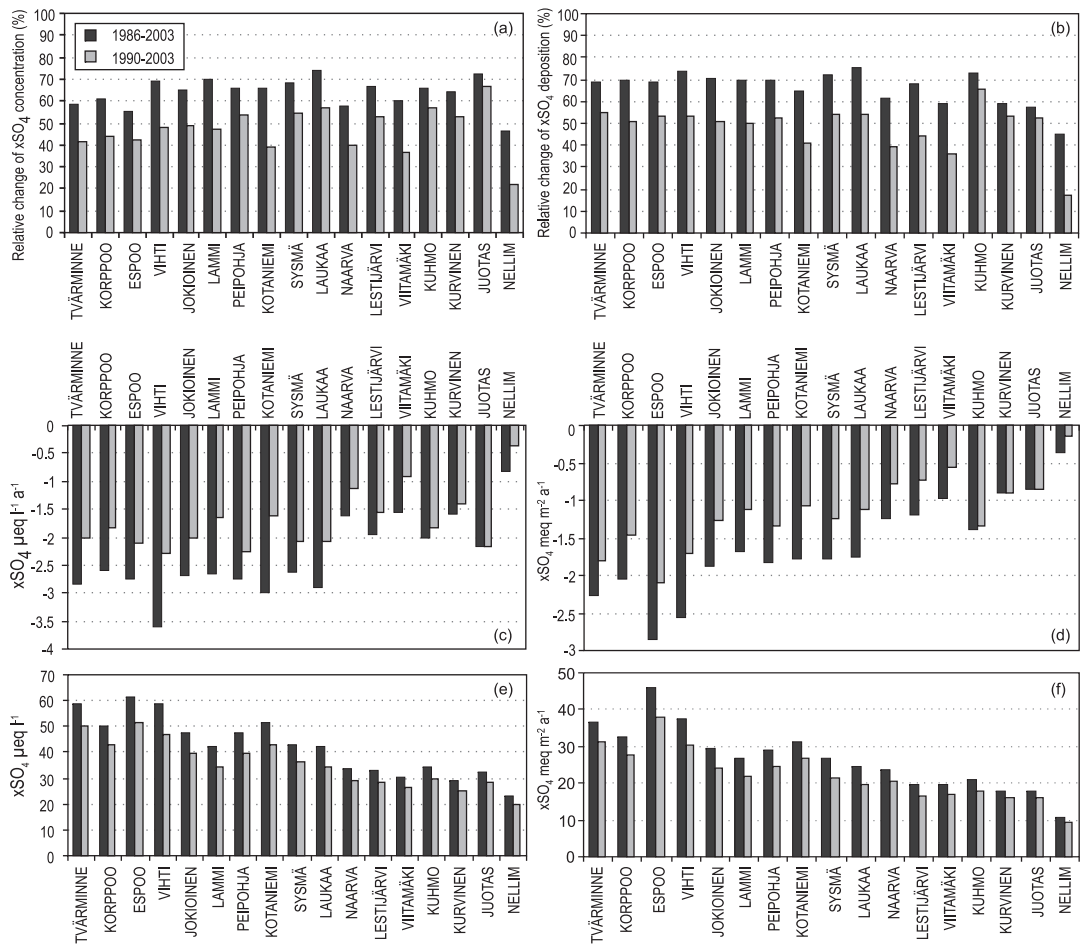 (a)
1986-2003
1990-2003
Relative change of xSO4 concentration (%)
100
90
80
70
60
50
40
30
20
10
0
TVÄRMINNE
KORPPOO
ESPOO
VIHTI
JOKIOINEN
LAMMI
PEIPOHJA
KOTANIEMI
SYSMÄ
LAUKAA
NAARVA
LESTIJÄRVI
VIITAMÄKI
KUHMO
KURVINEN
JUOTAS
NELLIM
(b)
Relative change of xSO4 deposition (%)
100
90
80
70
60
50
40
30
20
10
0
TVÄRMINNE
KORPPOO
ESPOO
VIHTI
JOKIOINEN
LAMMI
PEIPOHJA
KOTANIEMI
SYSMÄ
LAUKAA
NAARVA
LESTIJÄRVI
VIITAMÄKI
KUHMO
KURVINEN
JUOTAS
NELLIM
TVÄRMINNE
KORPPOO
ESPOO
VIHTI
JOKIOINEN
LAMMI
PEIPOHJA
KOTANIEMI
SYSMÄ
LAUKAA
NAARVA
LESTIJÄRVI
VIITAMÄKI
KUHMO
KURVINEN
JUOTAS
NELLIM
xSO4 µeq l-1 a-1
0
-0.5
-1
-1.5
-2
-2.5
-3
-3.5
-4
(c)
TVÄRMINNE
KORPPOO
ESPOO
VIHTI
JOKIOINEN
LAMMI
PEIPOHJA
KOTANIEMI
SYSMÄ
LAUKAA
NAARVA
LESTIJÄRVI
VIITAMÄKI
KUHMO
KURVINEN
JUOTAS
NELLIM
xSO4 meq m-2 a-1
0
-0,5
-1
-1.5
-2
-2.5
-3
(d)
(e)
xSO4 µeq l-1
70
60
50
40
30
20
10
0
TVÄRMINNE
KORPPOO
ESPOO
VIHTI
JOKIOINEN
LAMMI
PEIPOHJA
KOTANIEMI
SYSMÄ
LAUKAA
NAARVA
LESTIJÄRVI
VIITAMÄKI
KUHMO
KURVINEN
JUOTAS
NELLIM
(f)
xSO4 meq m-2 a-1
50
40
30
20
10
0
TVÄRMINNE
KORPPOO
ESPOO
VIHTI
JOKIOINEN
LAMMI
PEIPOHJA
KOTANIEMI
SYSMÄ
LAUKAA
NAARVA
LESTIJÄRVI
VIITAMÄKI
KUHMO
KURVINEN
JUOTAS
NELLIM